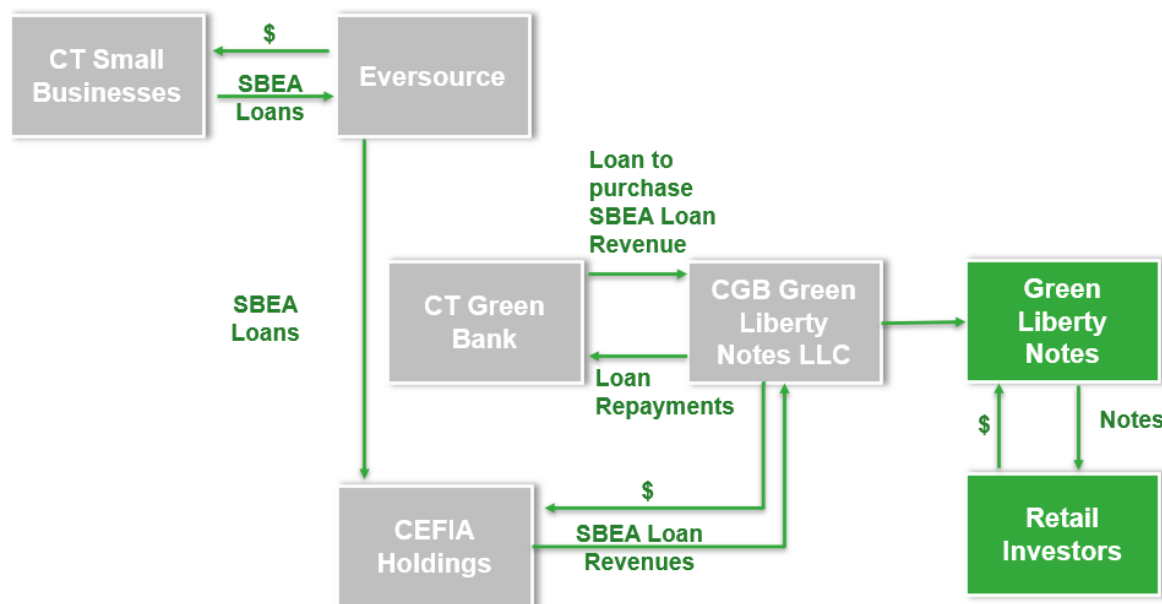 CT Small
Businesses
$
SBEA
Loans
Eversource
Loan to
purchase
SBEA Loan
Revenue
SBEA
Loans
CT Green
Bank
CGB Green
Liberty
Notes LLC
Green
Liberty
Notes
Loan
Repayments
$
Notes
$
CEFIA
Holdings
SBEA Loan
Revenues
Retail
Investors